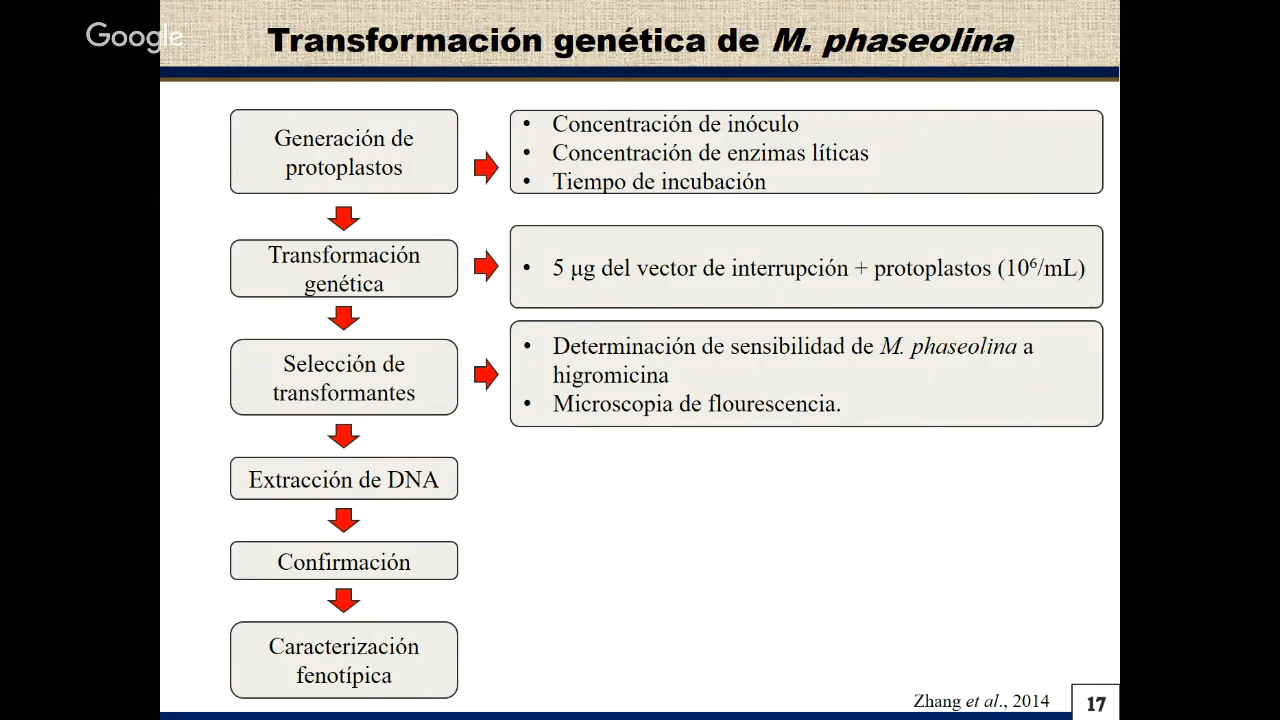 Google
Transformación genética de M. phaseolina
Generación de
protoplastos
• Concentración de inóculo
• Concentración de enzimas líticas
• Tiempo de incubación
Transformación
genética
• 5 μg del vector de interrupción + protoplastos (10⁶/mL)
Selección de
transformantes
• Determinación de sensibilidad de M. phaseolina a
higromicina
• Microscopia de flourescencia.
Extracción de DNA
Confirmación
Caracterización
fenotípica
Zhang et al., 2014
17